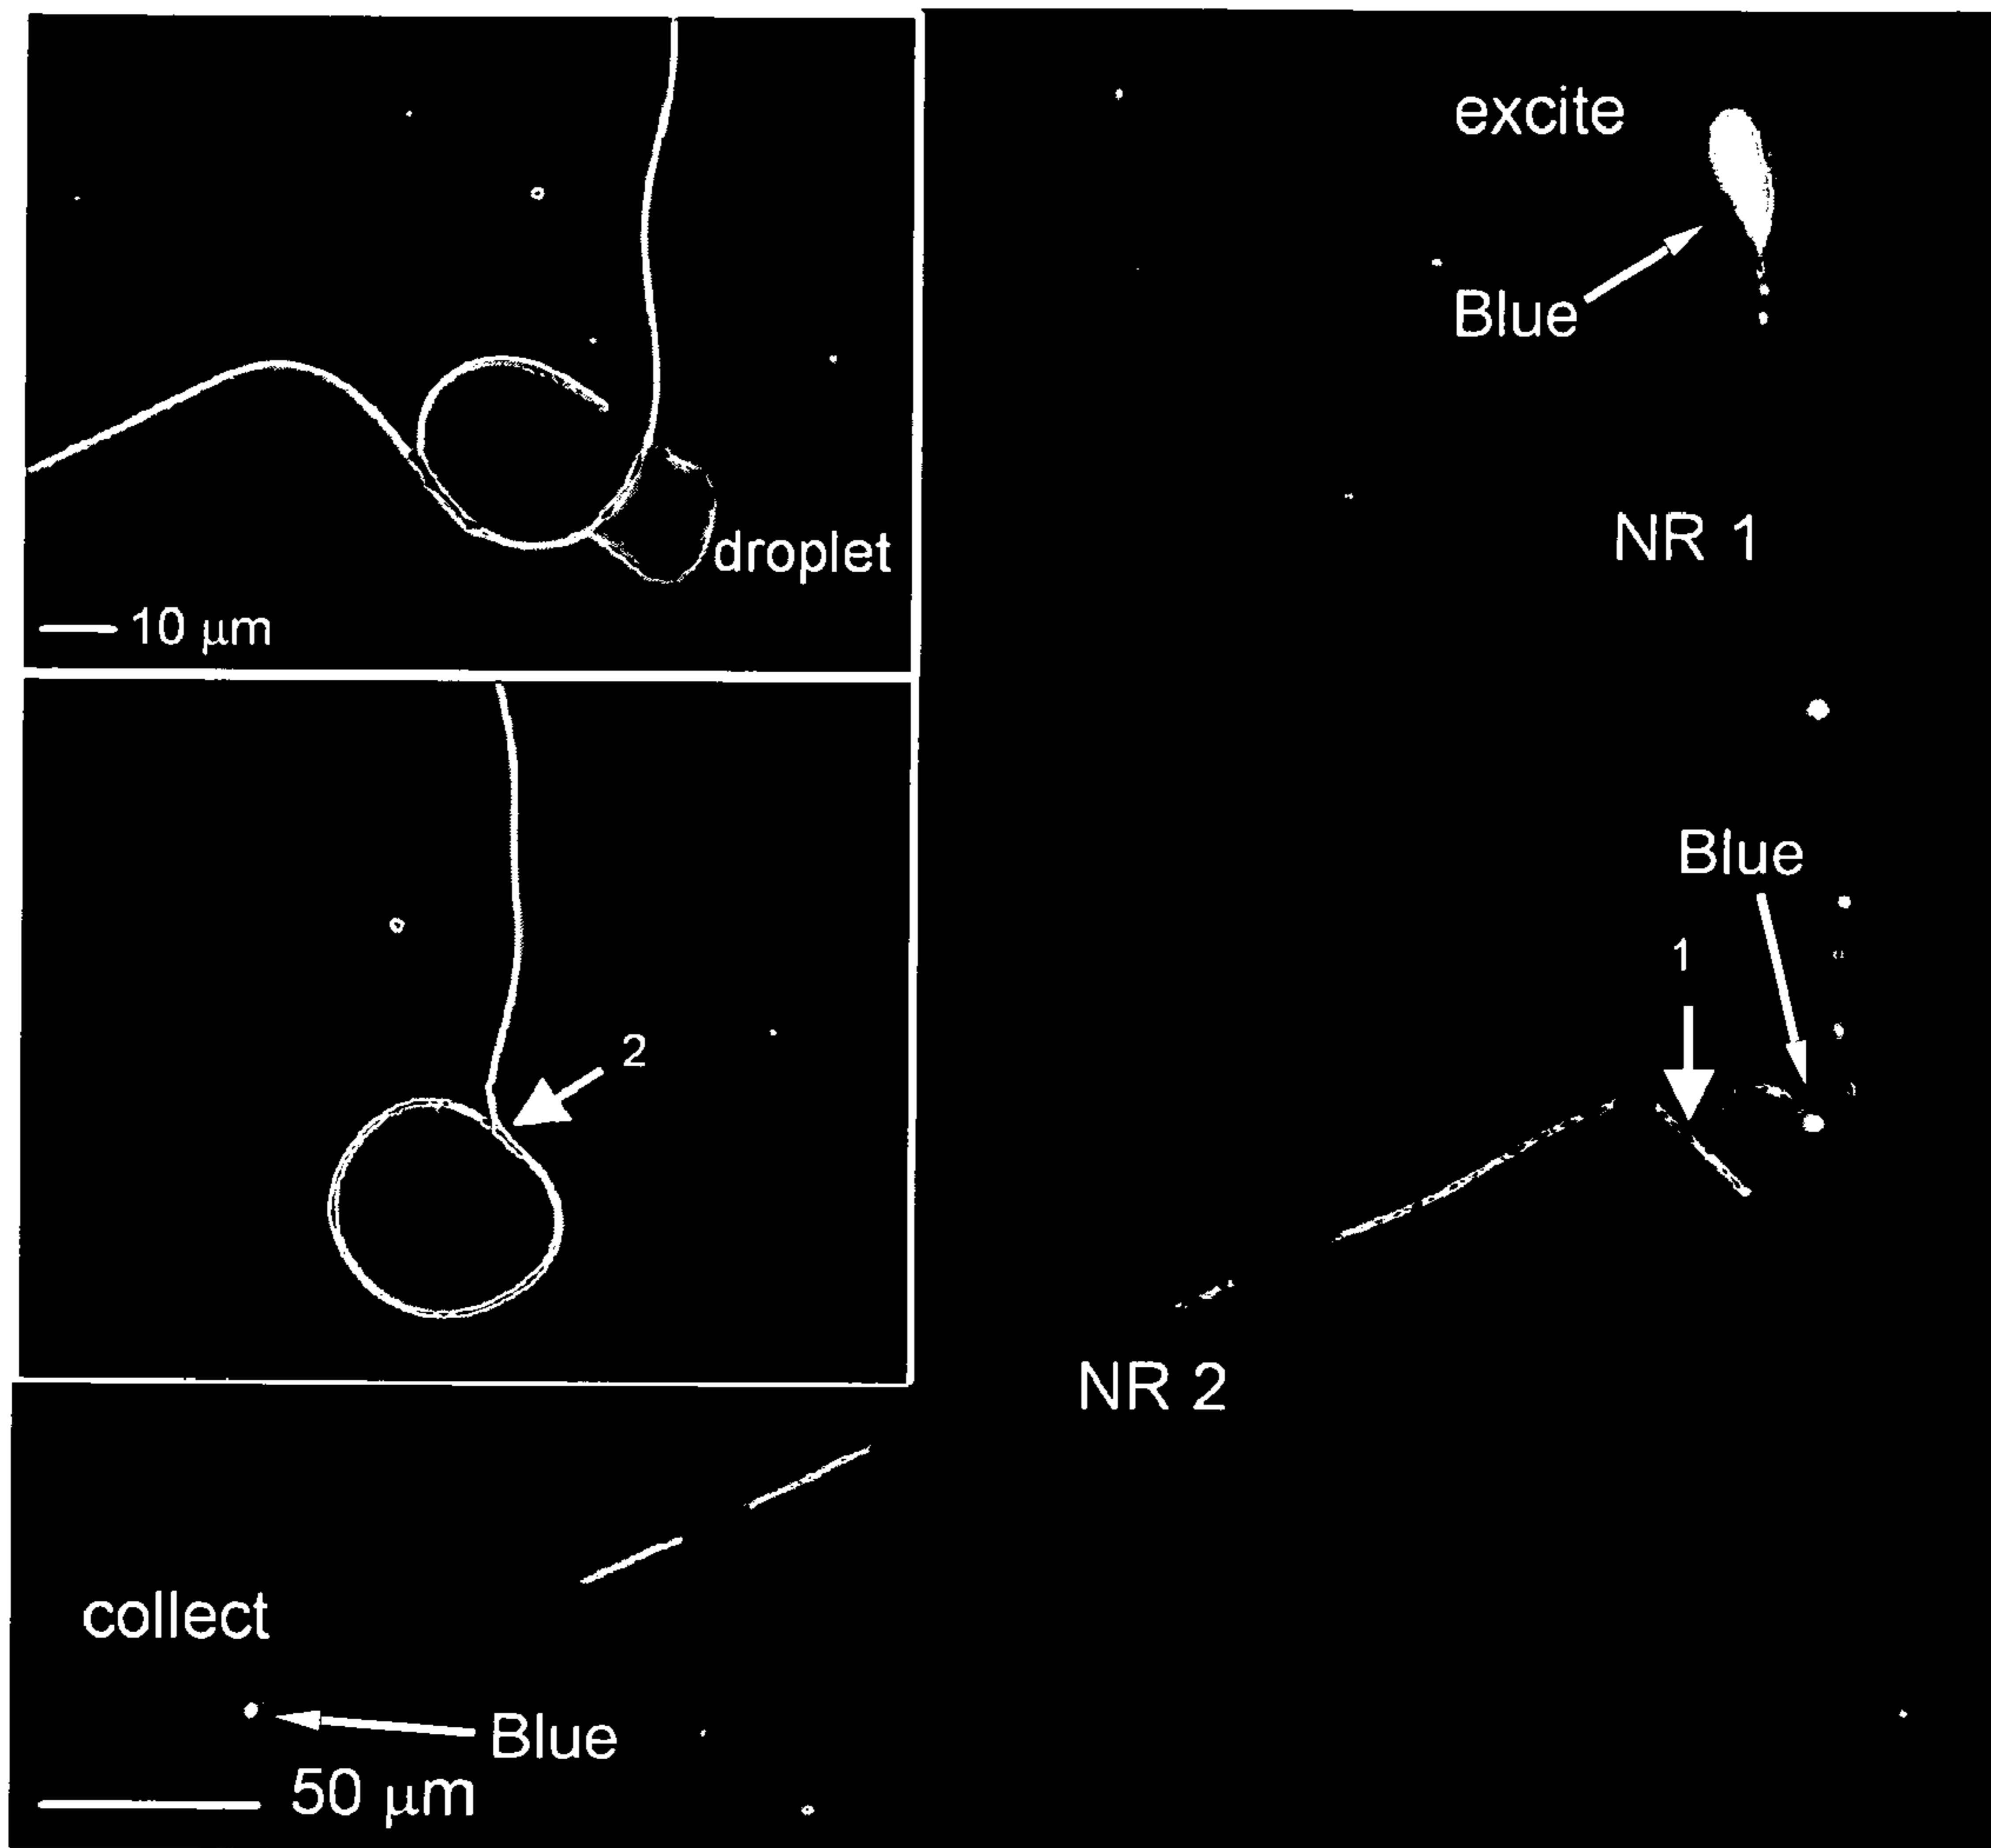 droplet
10 μm
excite
Blue
NR 1
2
Blue
1
NR 2
collect
Blue
50 μm